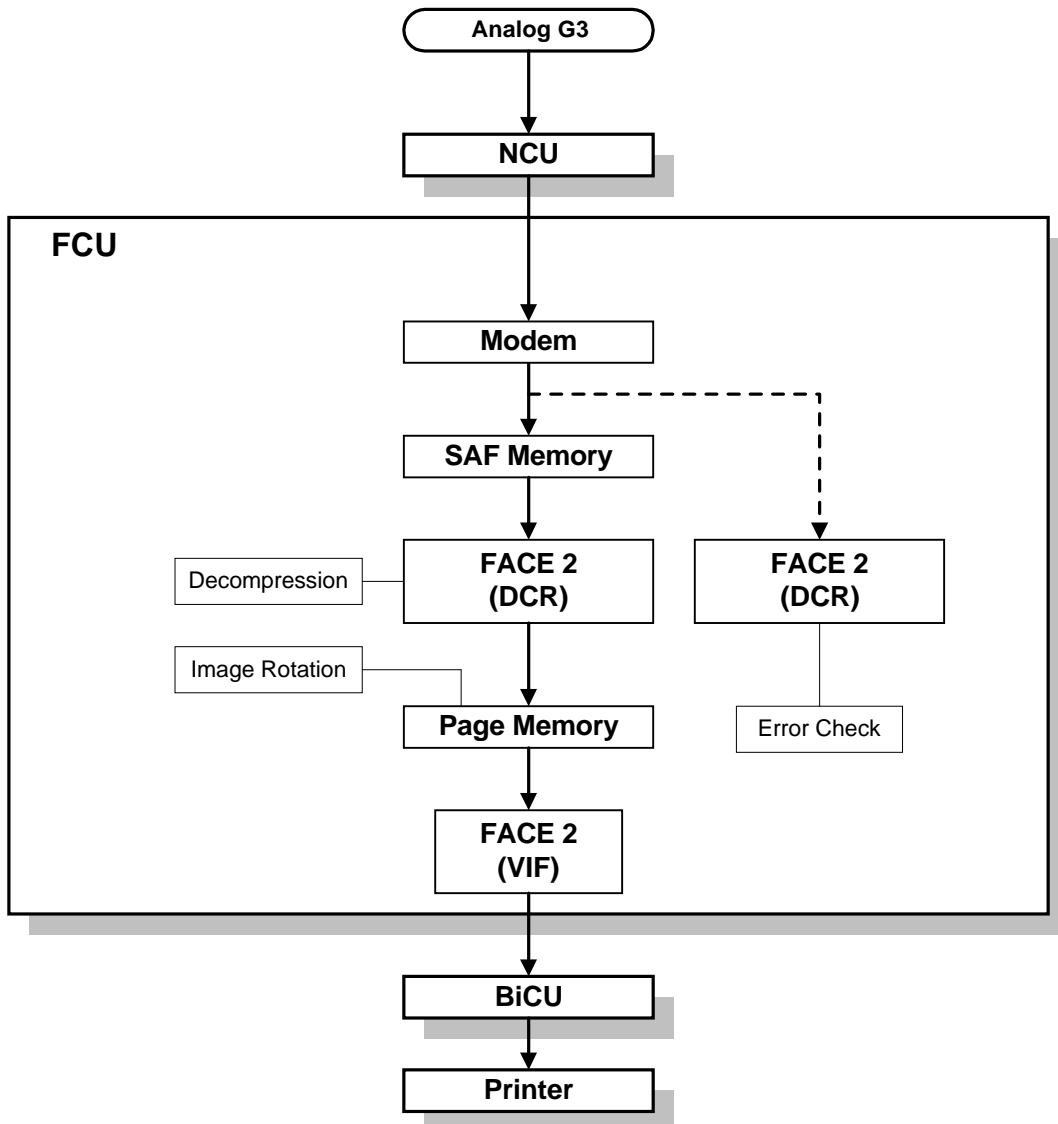 Analog G3
NCU
FCU
Modem
SAF Memory
FACE 2
(DCR)
FACE 2
(DCR)
Decompression
Image Rotation
Page Memory
Error Check
FACE 2
(VIF)
BiCU
Printer